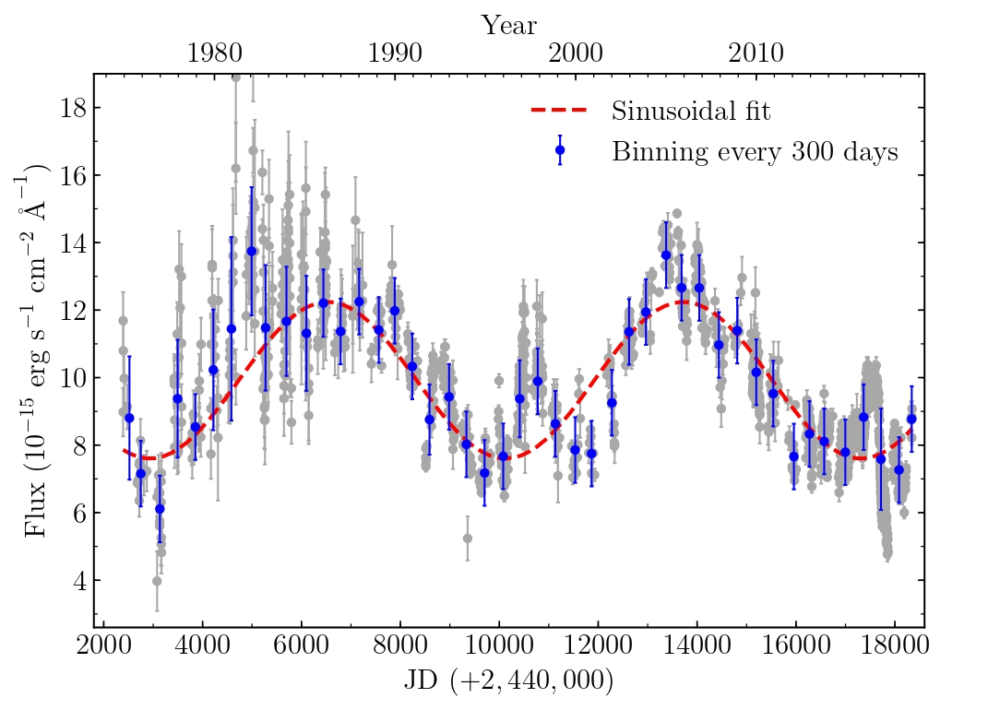 Year
1980 1990 2000 2010
Sinusoidal fit
Binning every 300 days
18
16
14
12
10
8
6
4
Flux (10⁻¹⁵ erg s⁻¹ cm⁻² Å⁻¹)
2000 4000 6000 8000 10000 12000 14000 16000 18000
JD (+2, 440, 000)